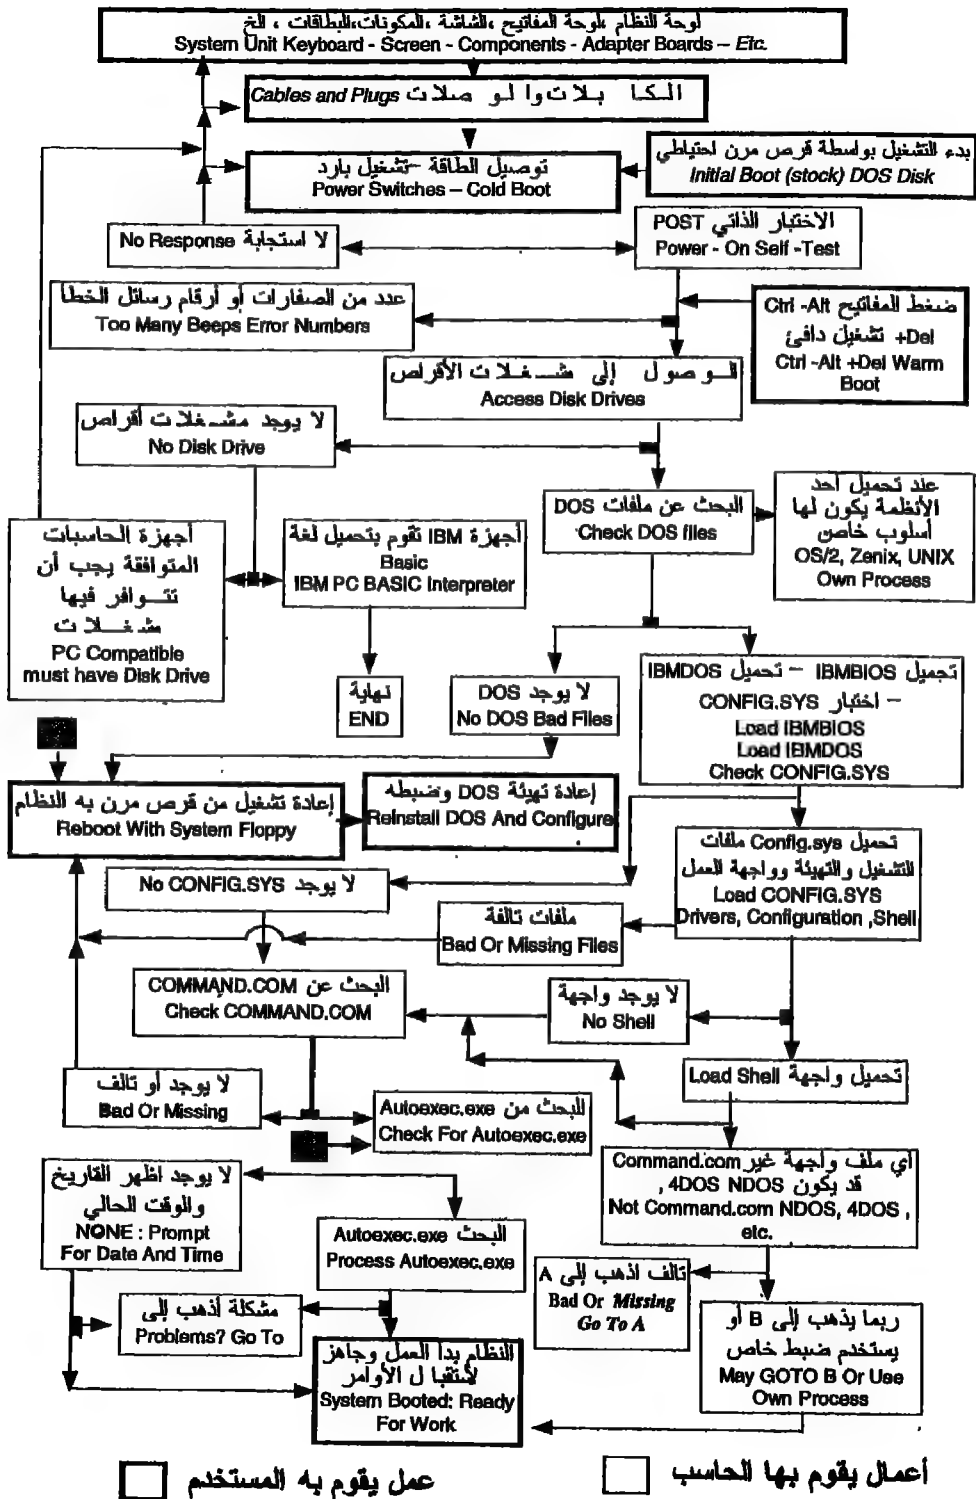 لوحة النظام ،لوحة المفاتيح ،الشاشة ،المكونات،البطاقات ، الخ
System Unit Keyboard - Screen - Components - Adapter Boards – Etc.
Cables and Plugs الكابلات والوصلات
توصيل الطاقة –تشغيل بارد
Power Switches – Cold Boot
بدء التشغيل بواسطة قرص مرن احتياطي
Initial Boot (stock) DOS Disk
No Response لا استجابة
الاختبار الذاتي POST
Power - On Self -Test
عدد من الصفارات أو أرقام رسائل الخطأ
Too Many Beeps Error Numbers
ضغط المفاتيح Ctrl -Alt
+Del تشغيل دافئ
Ctrl -Alt +Del Warm
Boot
الوصول إلى مشغلات الأقراص
Access Disk Drives
لا يوجد مشغلات أقراص
No Disk Drive
البحث عن ملفات DOS
Check DOS files
عند تحميل أحد
الأنظمة يكون لها
أسلوب خاص
OS/2, Zenix, UNIX
Own Process
أجهزة الحاسبات
المتوافقة يجب أن
تتوافر فيها
مشغلات
PC Compatible
must have Disk Drive
أجهزة IBM تقوم بتحميل لغة
Basic
IBM PC BASIC Interpreter
نهاية
END
لا يوجد DOS
No DOS Bad Files
تحميل IBMBIOS – تحميل IBMDOS
– اختبار CONFIG.SYS
Load IBMBIOS
Load IBMDOS
Check CONFIG.SYS
إعادة تشغيل من قرص مرن به النظام
Reboot With System Floppy
إعادة تهيئة DOS وضبطه
Reinstall DOS And Configure
تحميل Config.sys ملفات
التشغيل والتهيئة وواجهة العمل
Load CONFIG.SYS
Drivers, Configuration ,Shell
لا يوجد No CONFIG.SYS
ملفات تالفة
Bad Or Missing Files
البحث عن COMMAND.COM
Check COMMAND.COM
لا يوجد واجهة
No Shell
تحميل واجهة Load Shell
لا يوجد أو تالف
Bad Or Missing
البحث من Autoexec.exe
Check For Autoexec.exe
أي ملف واجهة غير Command.com
قد يكون 4DOS NDOS ,
Not Command.com NDOS, 4DOS ,
etc.
لا يوجد اظهر التاريخ
والوقت الحالي
NONE : Prompt
For Date And Time
البحث Autoexec.exe
Process Autoexec.exe
تالف اذهب إلى A
Bad Or Missing
Go To A
مشكلة أذهب إلى
Problems? Go To
ربما يذهب إلى B أو
يستخدم ضبط خاص
May GOTO B Or Use
Own Process
النظام بدأ العمل وجاهز
لأستقبال الأوامر
System Booted: Ready
For Work
أعمال يقوم بها الحاسب
عمل يقوم به المستخدم